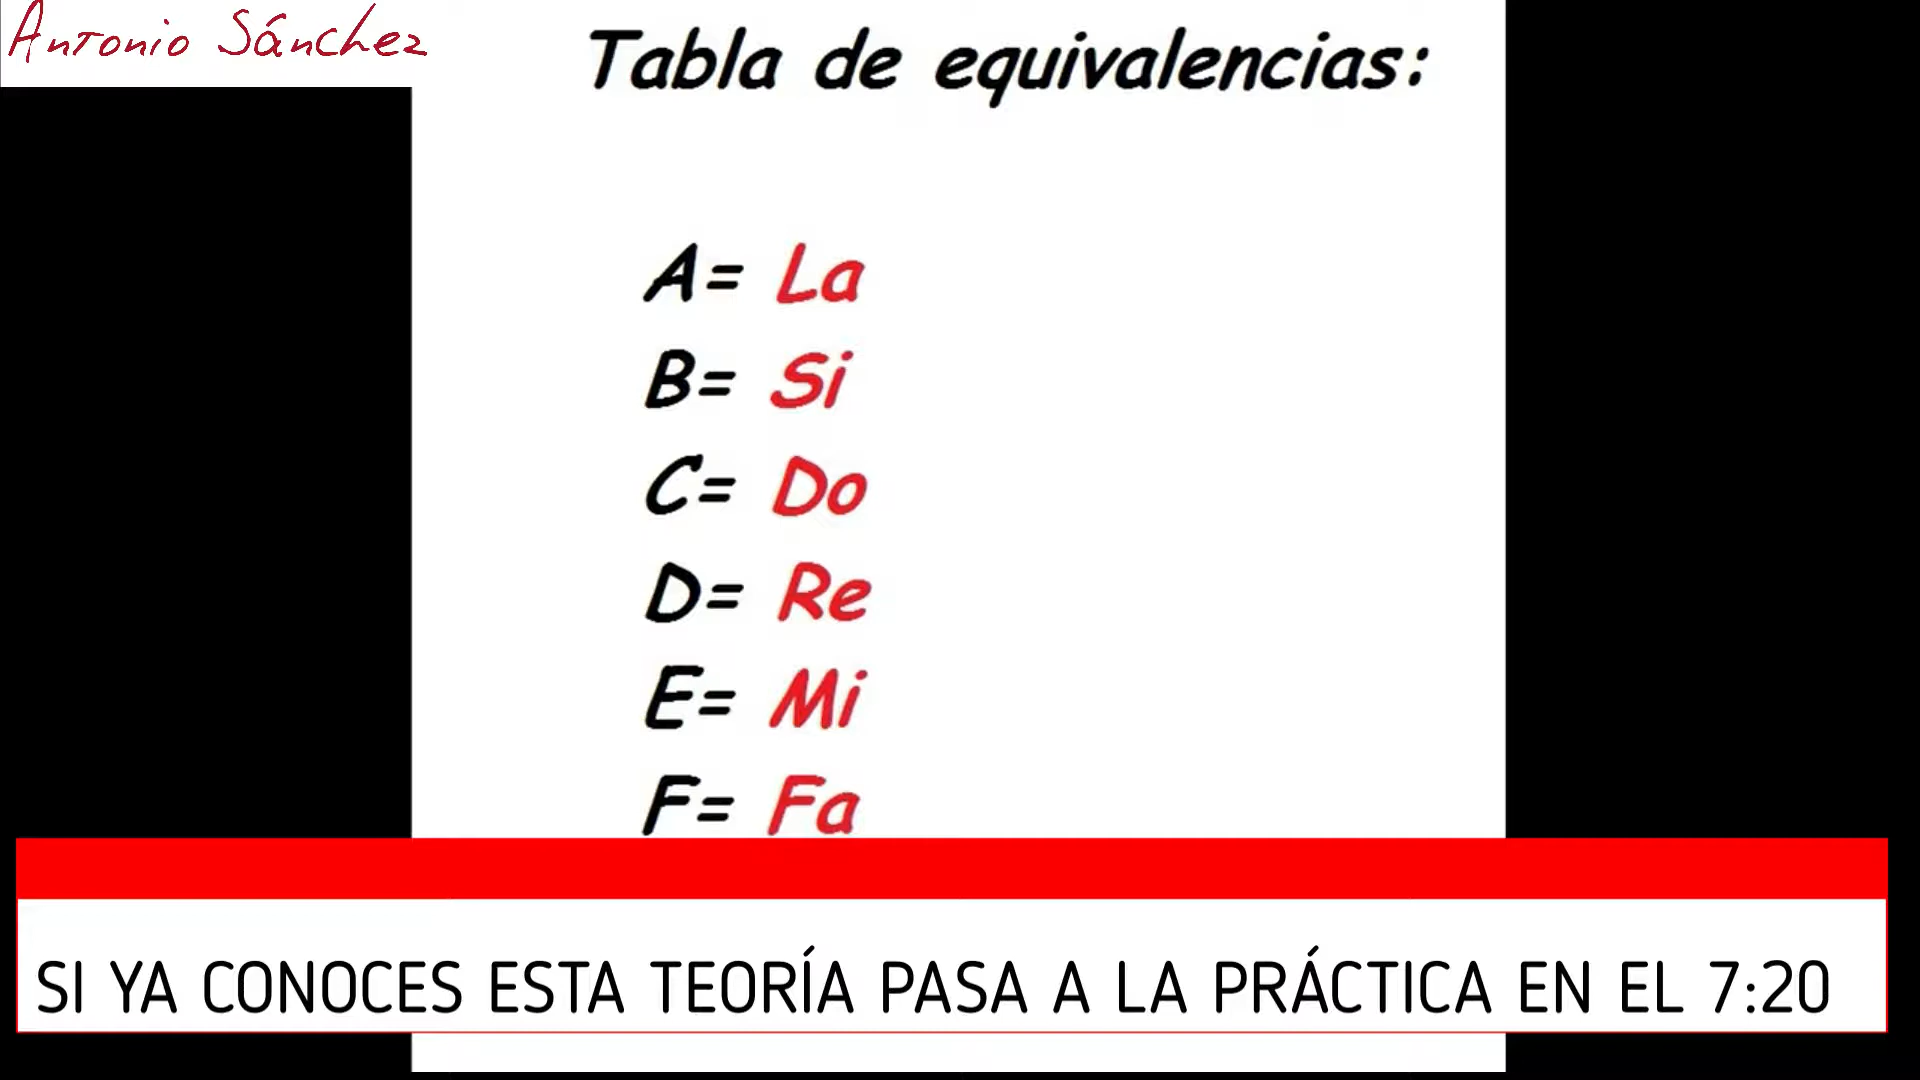 Antonio Sánchez
Tabla de equivalencias:
A= La
B= Si
C= Do
D= Re
E= Mi
F= Fa
SI YA CONOCES ESTA TEORÍA PASA A LA PRÁCTICA EN EL 7:20